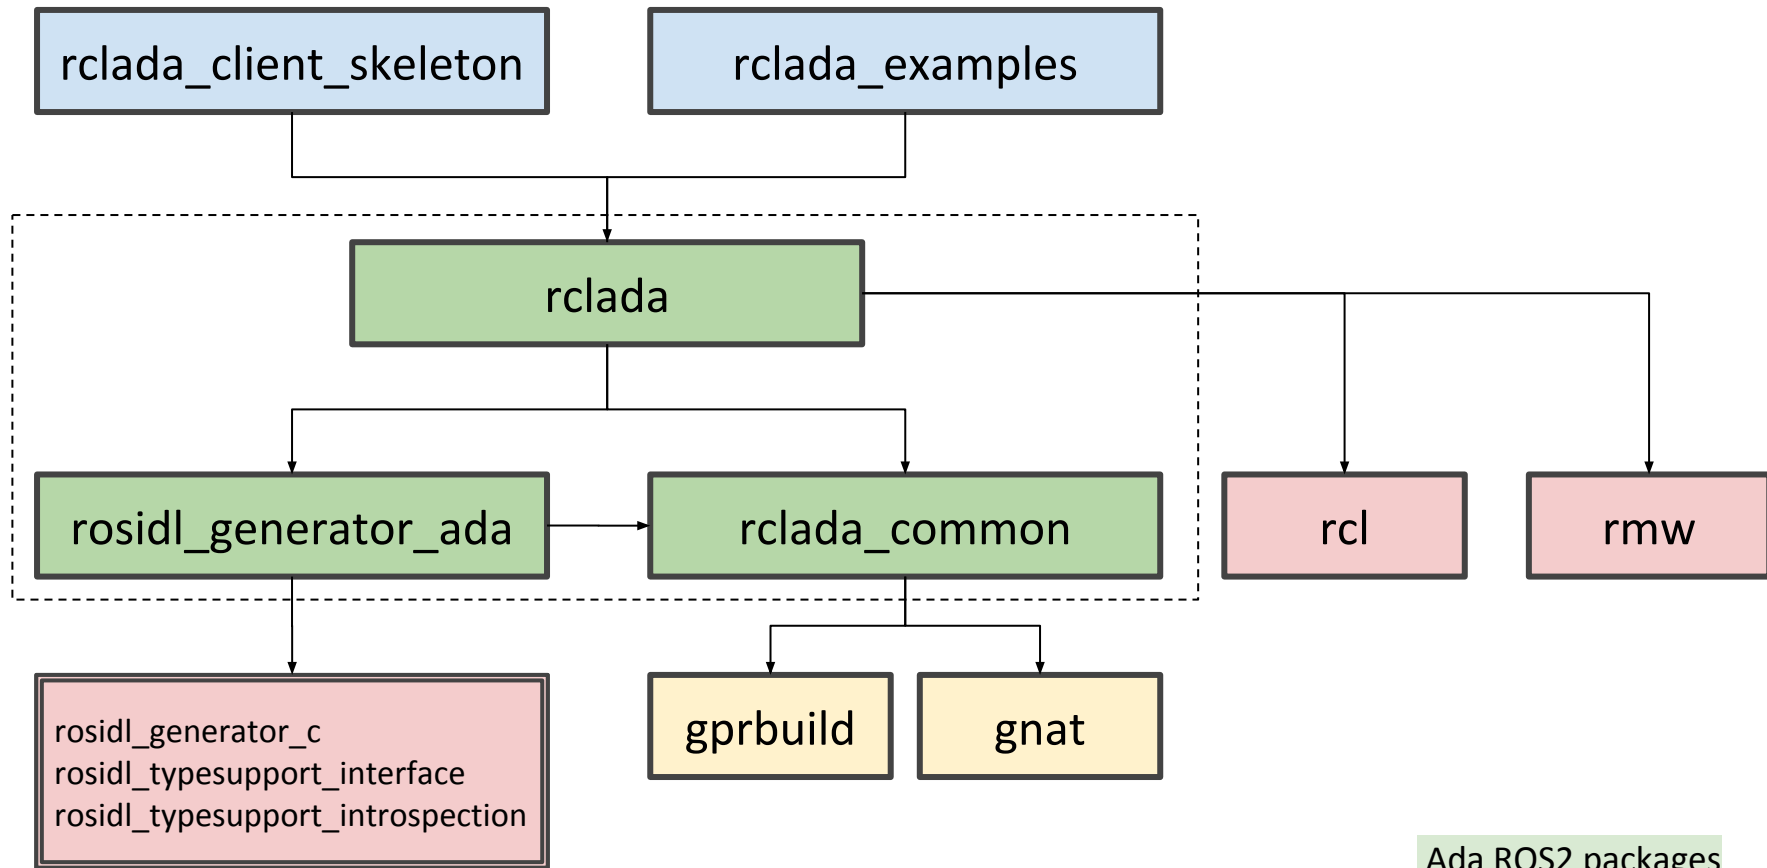 rclada_client_skeleton
rclada_examples
rclada
rosidl_generator_ada
rclada_common
rcl
rmw
rosidl_generator_c
rosidl_typesupport_interface
rosidl_typesupport_introspection
gprbuild
gnat
Ada ROS2 packages